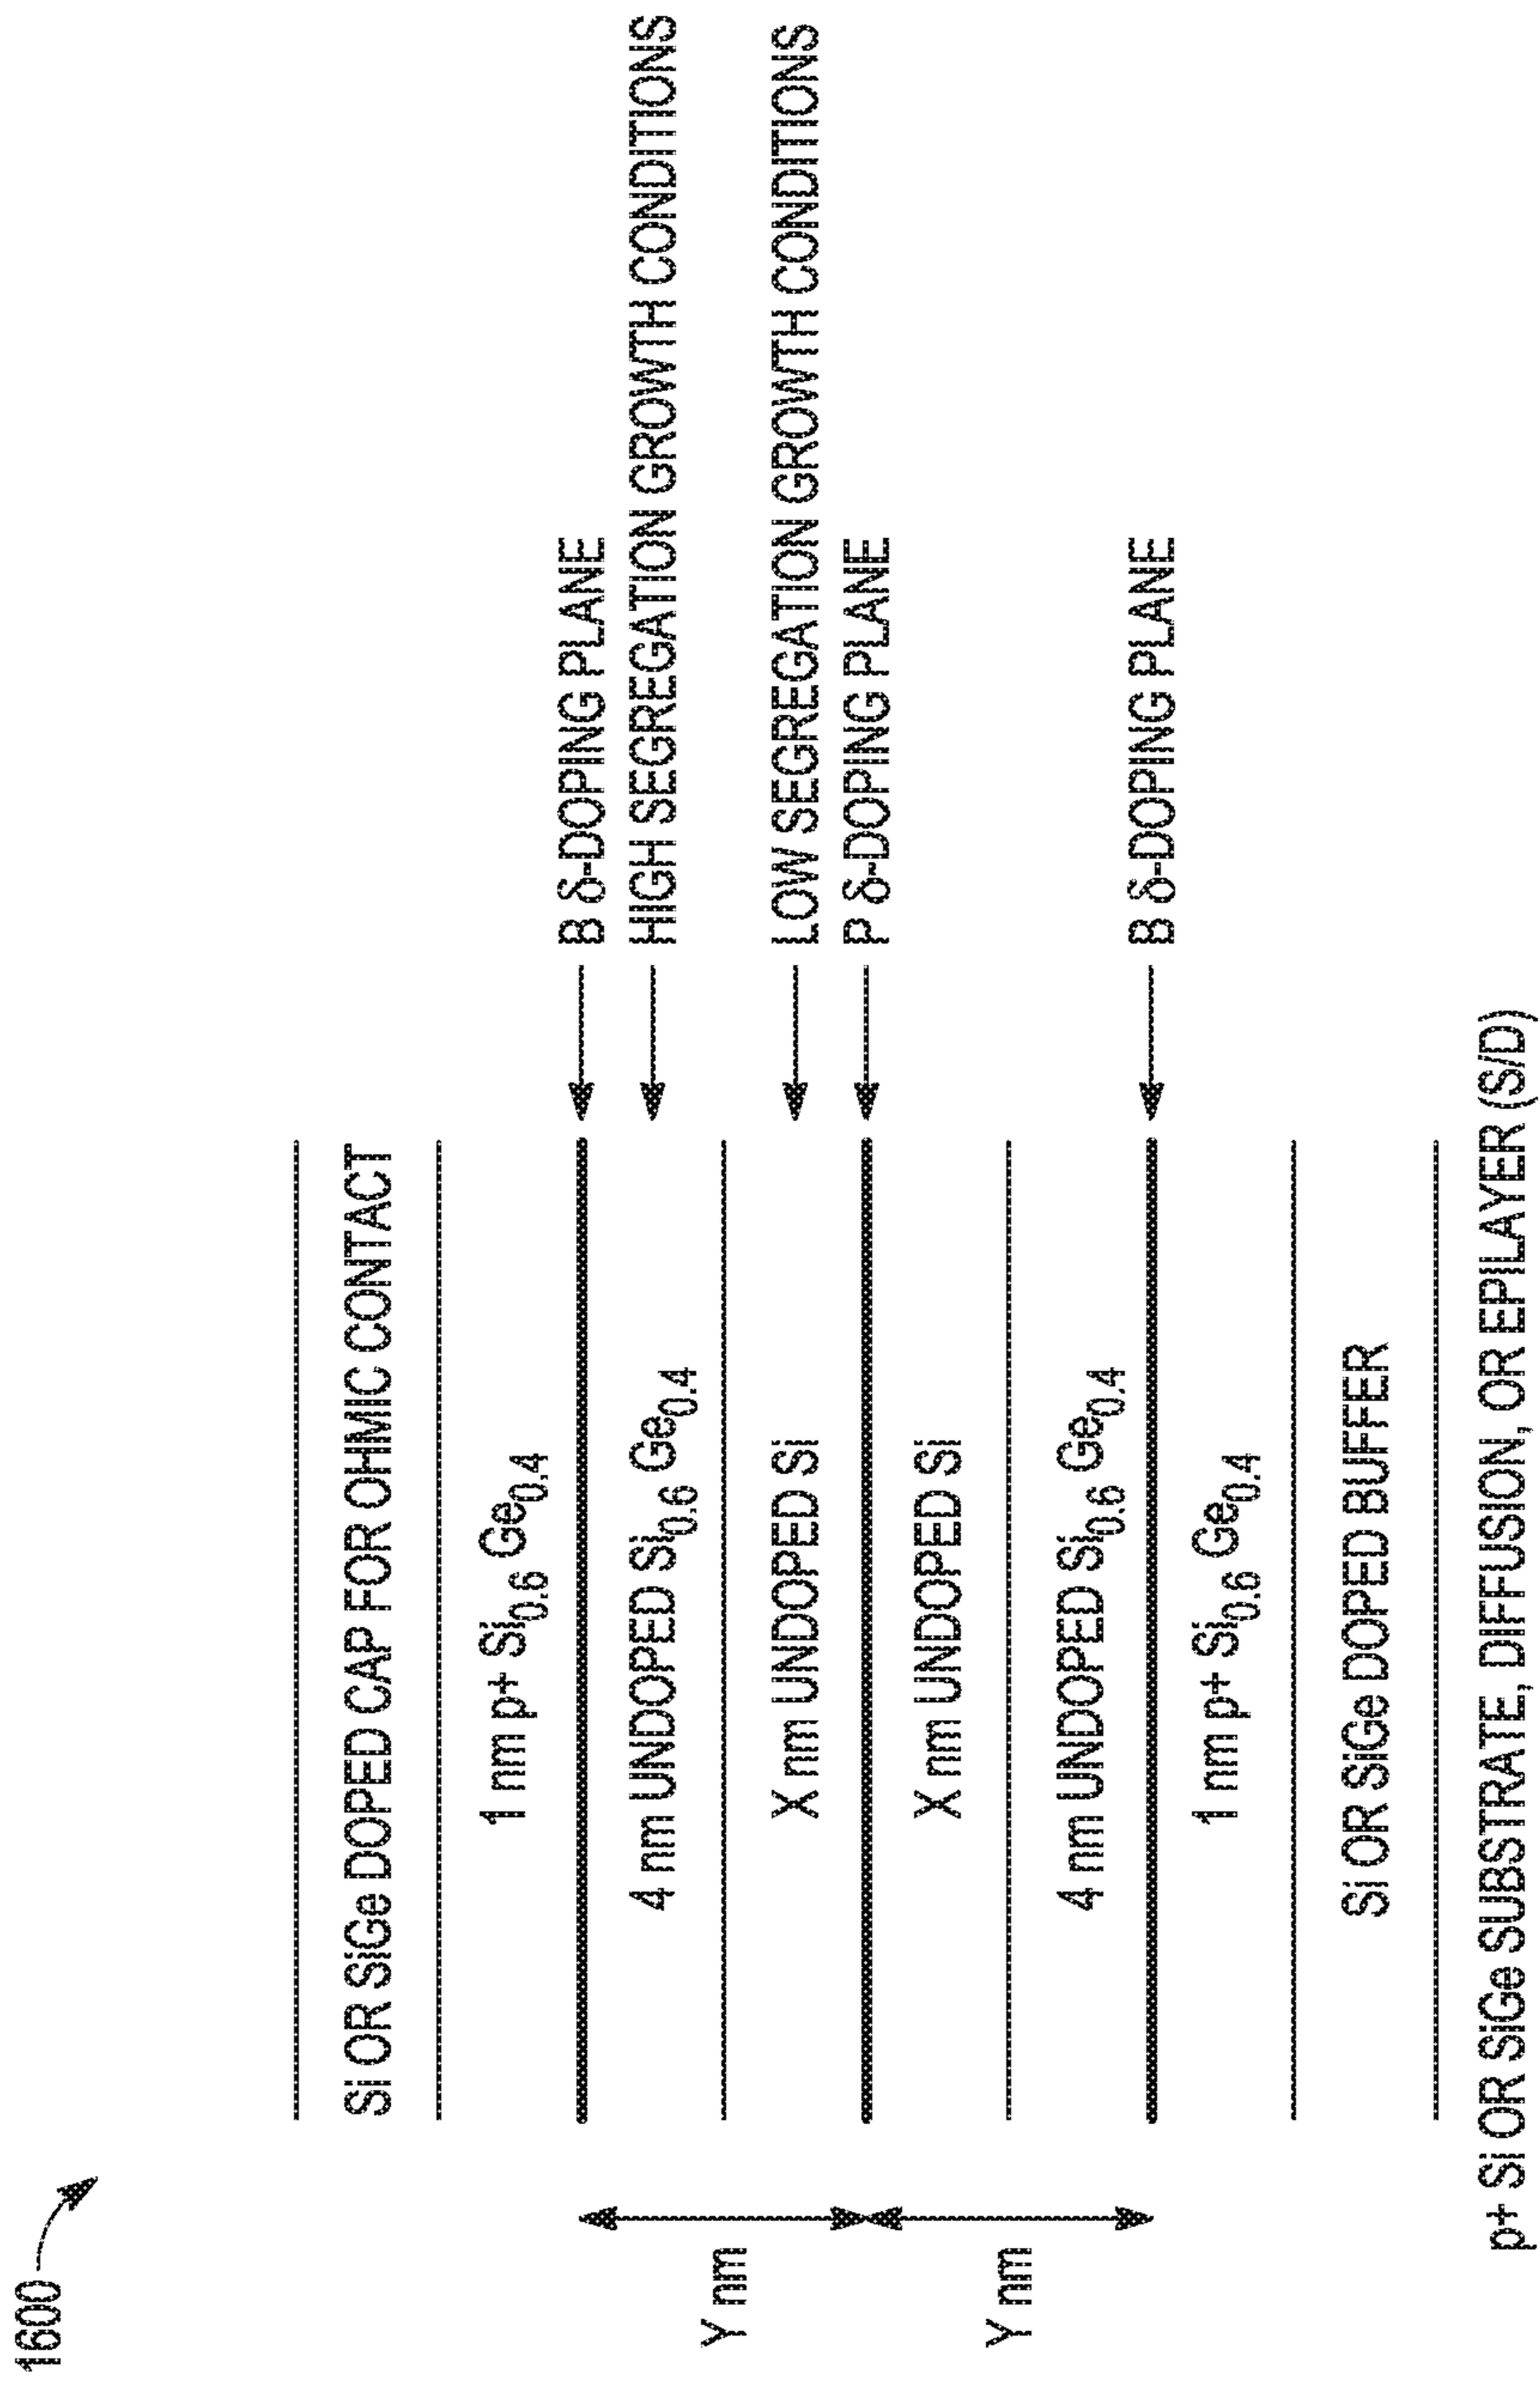 1600
Si OR SiGe DOPED CAP FOR OHMIC CONTACT
1 nm p+ Si0.6 Ge0.4
B δ-DOPING PLANE
4 nm UNDOPED Si0.6 Ge0.4
HIGH SEGREGATION GROWTH CONDITIONS
Y nm
X nm UNDOPED Si
LOW SEGREGATION GROWTH CONDITIONS
P δ-DOPING PLANE
X nm UNDOPED Si
Y nm
4 nm UNDOPED Si0.6 Ge0.4
B δ-DOPING PLANE
1 nm p+ Si0.6 Ge0.4
Si OR SiGe DOPED BUFFER
p+ Si OR SiGe SUBSTRATE, DIFFUSION, OR EPILAYER (S/D)